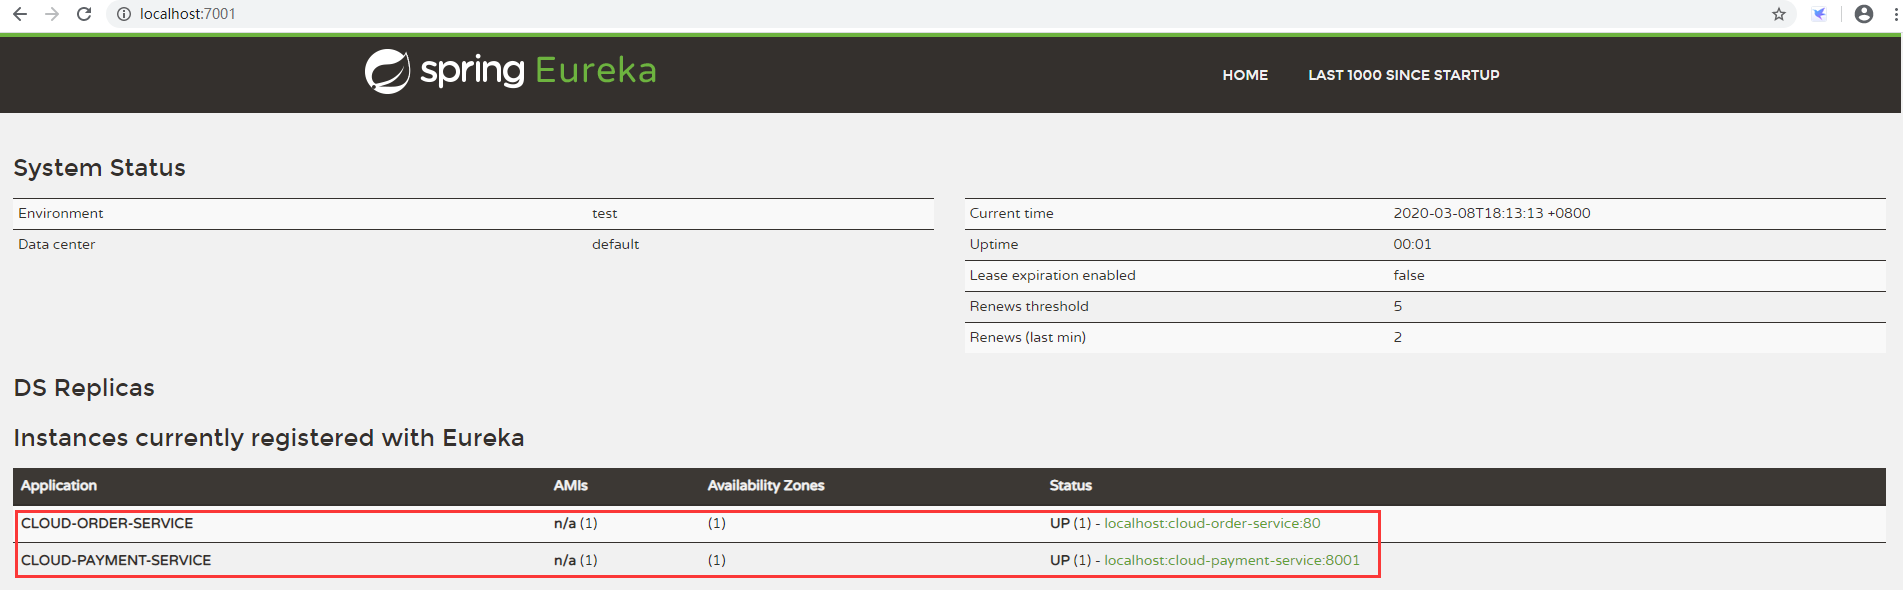 localhost:7001
spring Eureka
HOME LAST 1000 SINCE STARTUP
System Status
Environment test
Data center default
Current time 2020-03-08T18:13:13 +0800
Uptime 00:01
Lease expiration enabled false
Renews threshold 5
Renews (last min) 2
DS Replicas
Instances currently registered with Eureka
Application AMIs Availability Zones Status
CLOUD-ORDER-SERVICE n/a (1) (1) UP (1) - localhost:cloud-order-service:80
CLOUD-PAYMENT-SERVICE n/a (1) (1) UP (1) - localhost:cloud-payment-service:8001